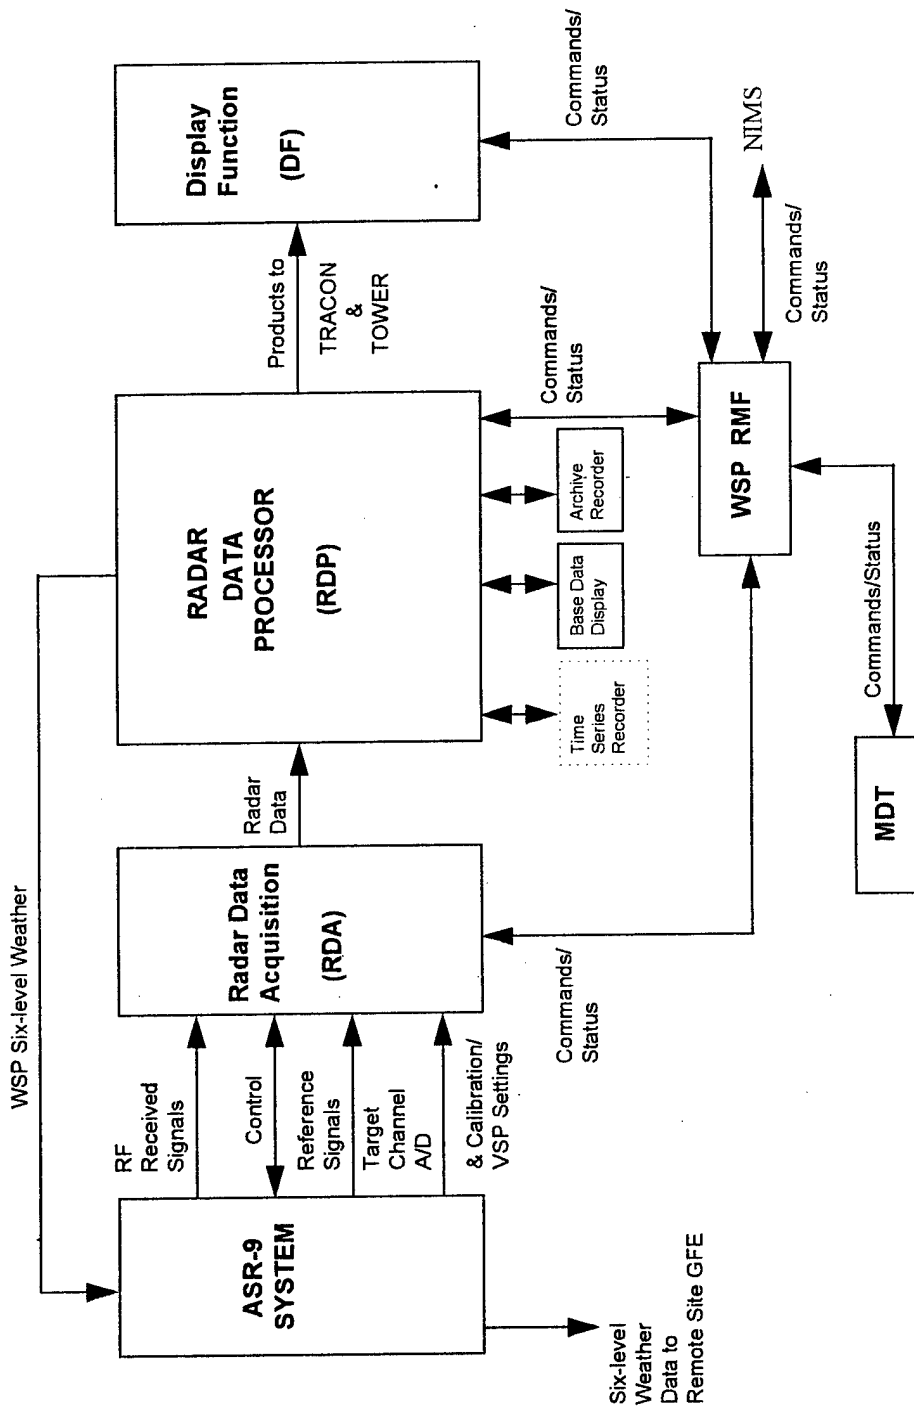 WSP Six-level Weather
ASR-9
SYSTEM
Six-level
Weather
Data to
Remote Site GFE
RF
Received
Signals
Control
Reference
Signals
Target
Channel
A/D
& Calibration/
VSP Settings
Radar Data
Acquisition
(RDA)
Commands/
Status
Radar
Data
RADAR
DATA
PROCESSOR
(RDP)
Time
Series
Recorder
Base Data
Display
Archive
Recorder
Commands/
Status
Products to
TRACON
&
TOWER
Display
Function
(DF)
Commands/
Status
WSP RMF
Commands/
Status
NIMS
Commands/Status
MDT